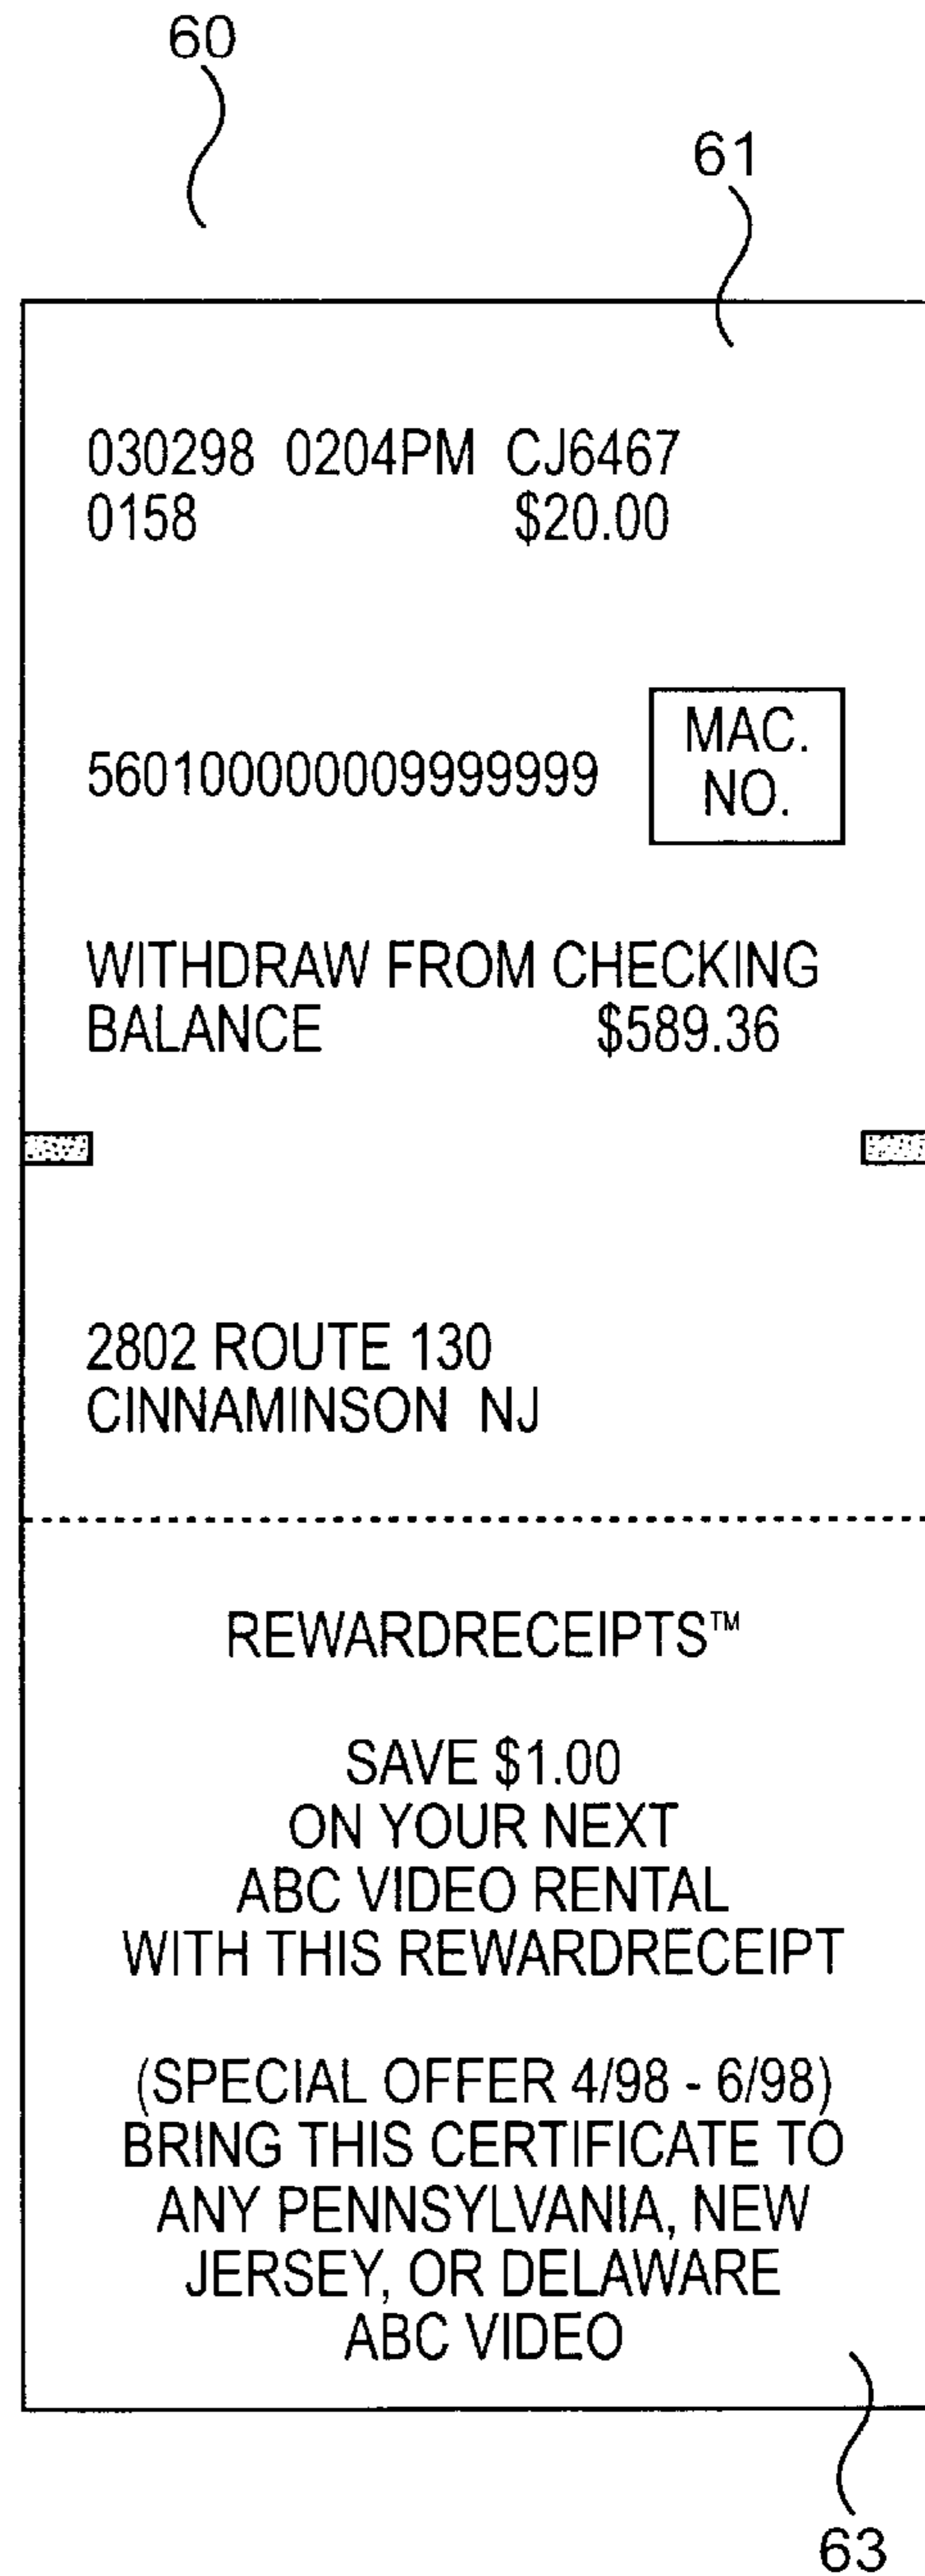 60
61
030298 0204PM CJ6467
0158 $20.00
560100000009999999 MAC. NO.
WITHDRAW FROM CHECKING
BALANCE $589.36
2802 ROUTE 130
CINNAMINSON NJ
REWARDRECEIPTS™
SAVE $1.00
ON YOUR NEXT
ABC VIDEO RENTAL
WITH THIS REWARDRECEIPT
(SPECIAL OFFER 4/98 - 6/98)
BRING THIS CERTIFICATE TO
ANY PENNSYLVANIA, NEW
JERSEY, OR DELAWARE
ABC VIDEO
63